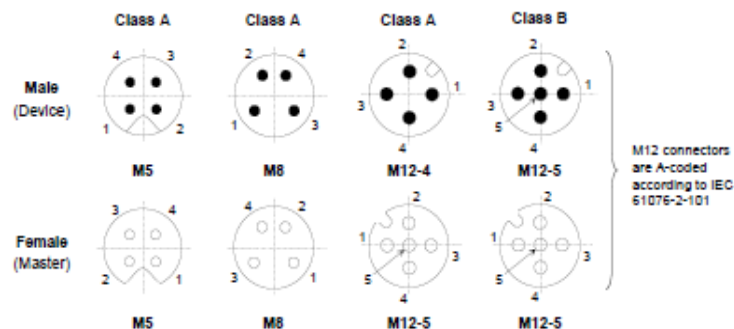 Class A Class A Class A Class B
Male
(Device)
4 3
1 2
2 4
1 3
2
1
3
4
2
1
3
5
4
M5 M8 M12-4 M12-5
M12 connectors
are A-coded
according to IEC
61076-2-101
Female
(Master)
3 4
2 1
4 2
3 1
2
1
3
5
4
2
1
3
5
4
M5 M8 M12-5 M12-5